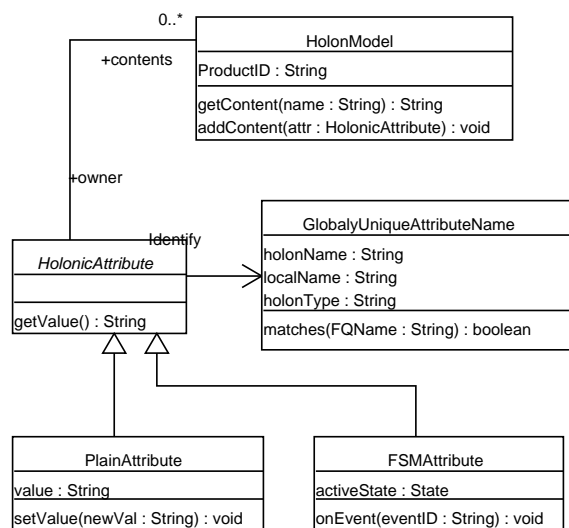 0..*
HolonModel
+contents
ProductID : String
getContent(name : String) : String
addContent(attr : HolonicAttribute) : void
+owner
GlobalyUniqueAttributeName
Identify
HolonicAttribute
holonName : String
localName : String
holonType : String
getValue() : String
matches(FQName : String) : boolean
PlainAttribute
value : String
setValue(newVal : String) : void
FSMAttribute
activeState : State
onEvent(eventID : String) : void